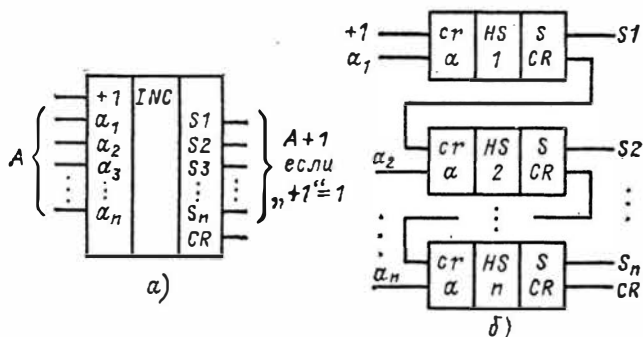 +1 INC
A
α₁ S1
α₂ S2
α₃ S3
αₙ Sₙ
CR
A+1
если
„+1“=1
а)
+1 cr HS S S1
α₁ α 1 CR
cr HS S S2
α₂ α 2 CR
cr HS S Sₙ
αₙ α n CR CR
б)